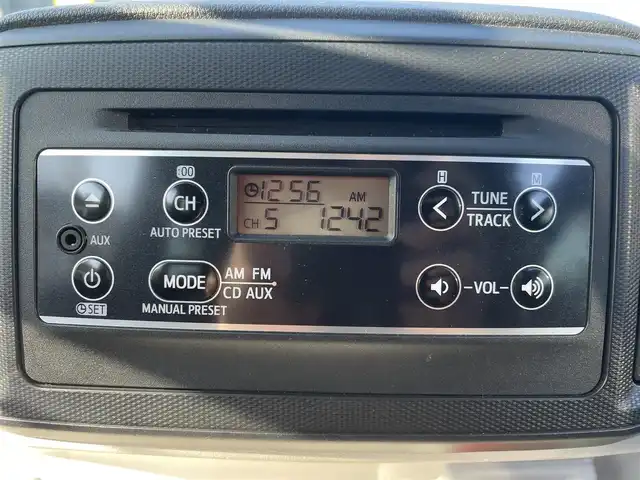 :00
H
M
12 56 AM
CH
TUNE
TRACK
AUTO PRESET
CH 5 1242
AUX
MODE
AM FM
CD AUX
VOL
SET
MANUAL PRESET